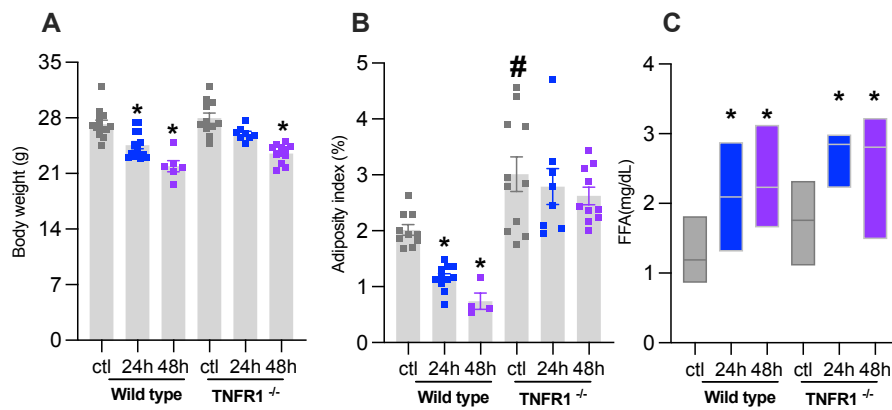 A
B
C
Body weight (g)
35
28
21
14
7
0
*
*
*
ctl 24h 48h ctl 24h 48h
Wild type TNFR1 -/-
Adiposity index (%)
5
4
3
2
1
0
#
*
*
ctl 24h 48h ctl 24h 48h
Wild type TNFR1 -/-
FFA(mg/dL)
4
3
2
1
0
* * * *
ctl 24h 48h ctl 24h 48h
Wild type TNFR1 -/-